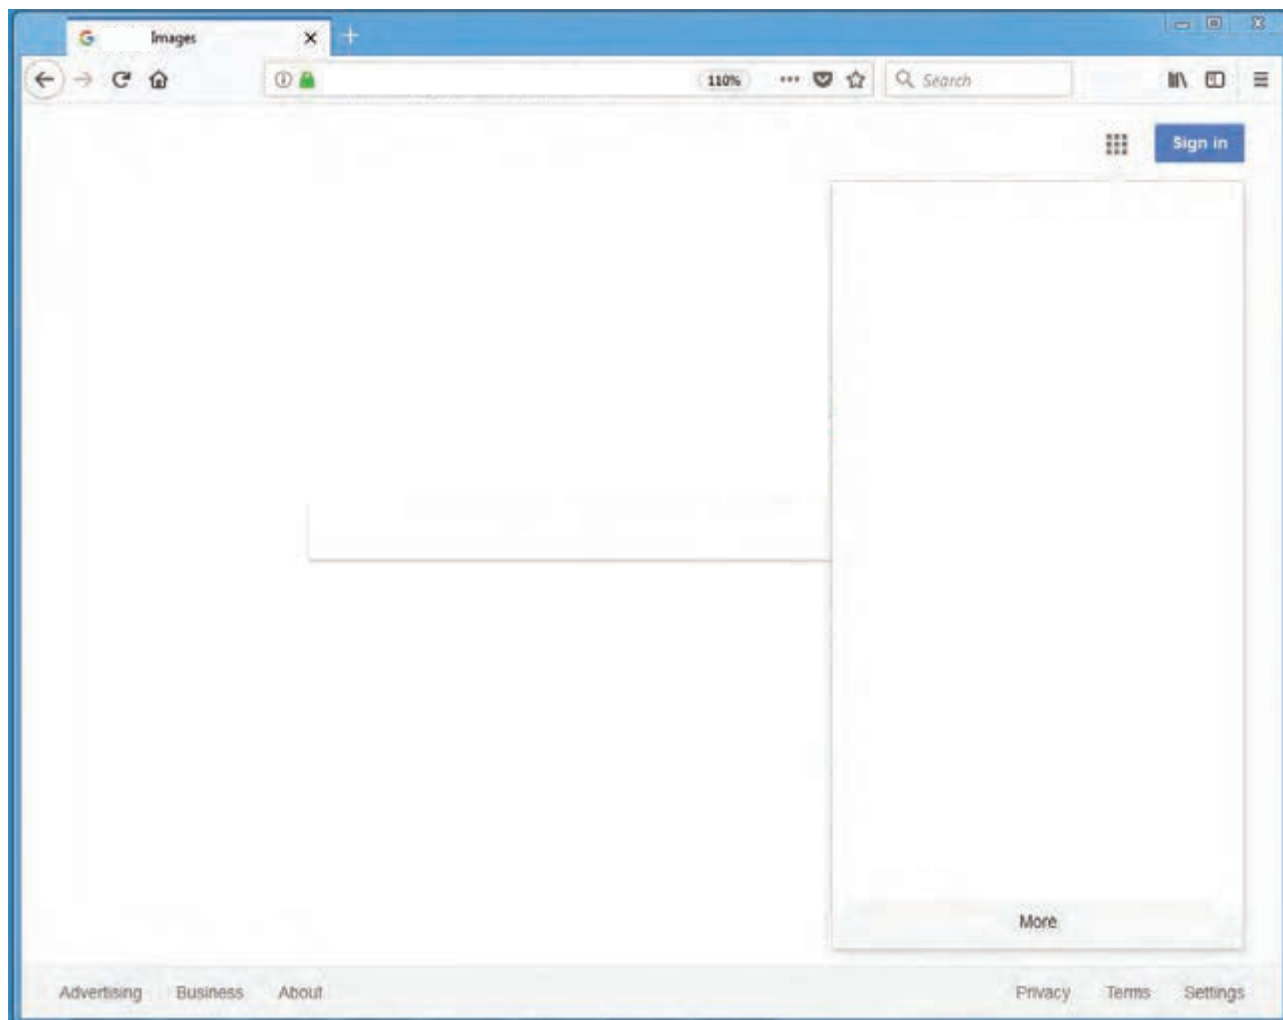 G Images
110% Search
Sign in
More
Advertising Business About Privacy Terms Settings